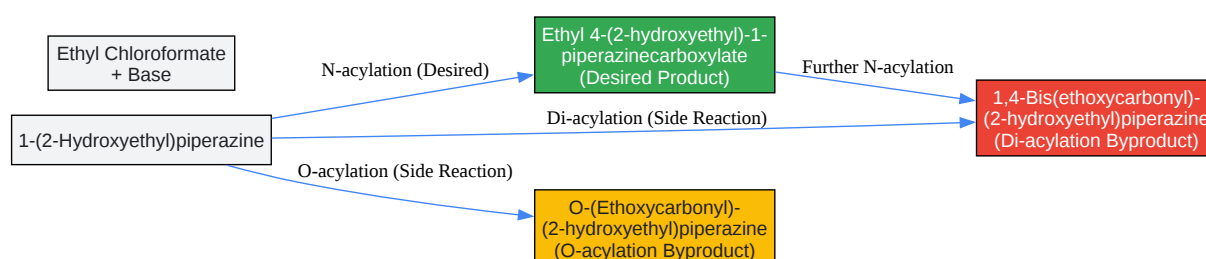 Ethyl Chloroformate
+ Base
1-(2-Hydroxyethyl)piperazine
N-acylation (Desired)
Di-acylation (Side Reaction)
O-acylation (Side Reaction)
Ethyl 4-(2-hydroxyethyl)-1-
piperazinecarboxylate
(Desired Product)
O-(Ethoxycarbonyl)-
(2-hydroxyethyl)piperazine
(O-acylation Byproduct)
Further N-acylation
1,4-Bis(ethoxycarbonyl)-
(2-hydroxyethyl)piperazine
(Di-acylation Byproduct)